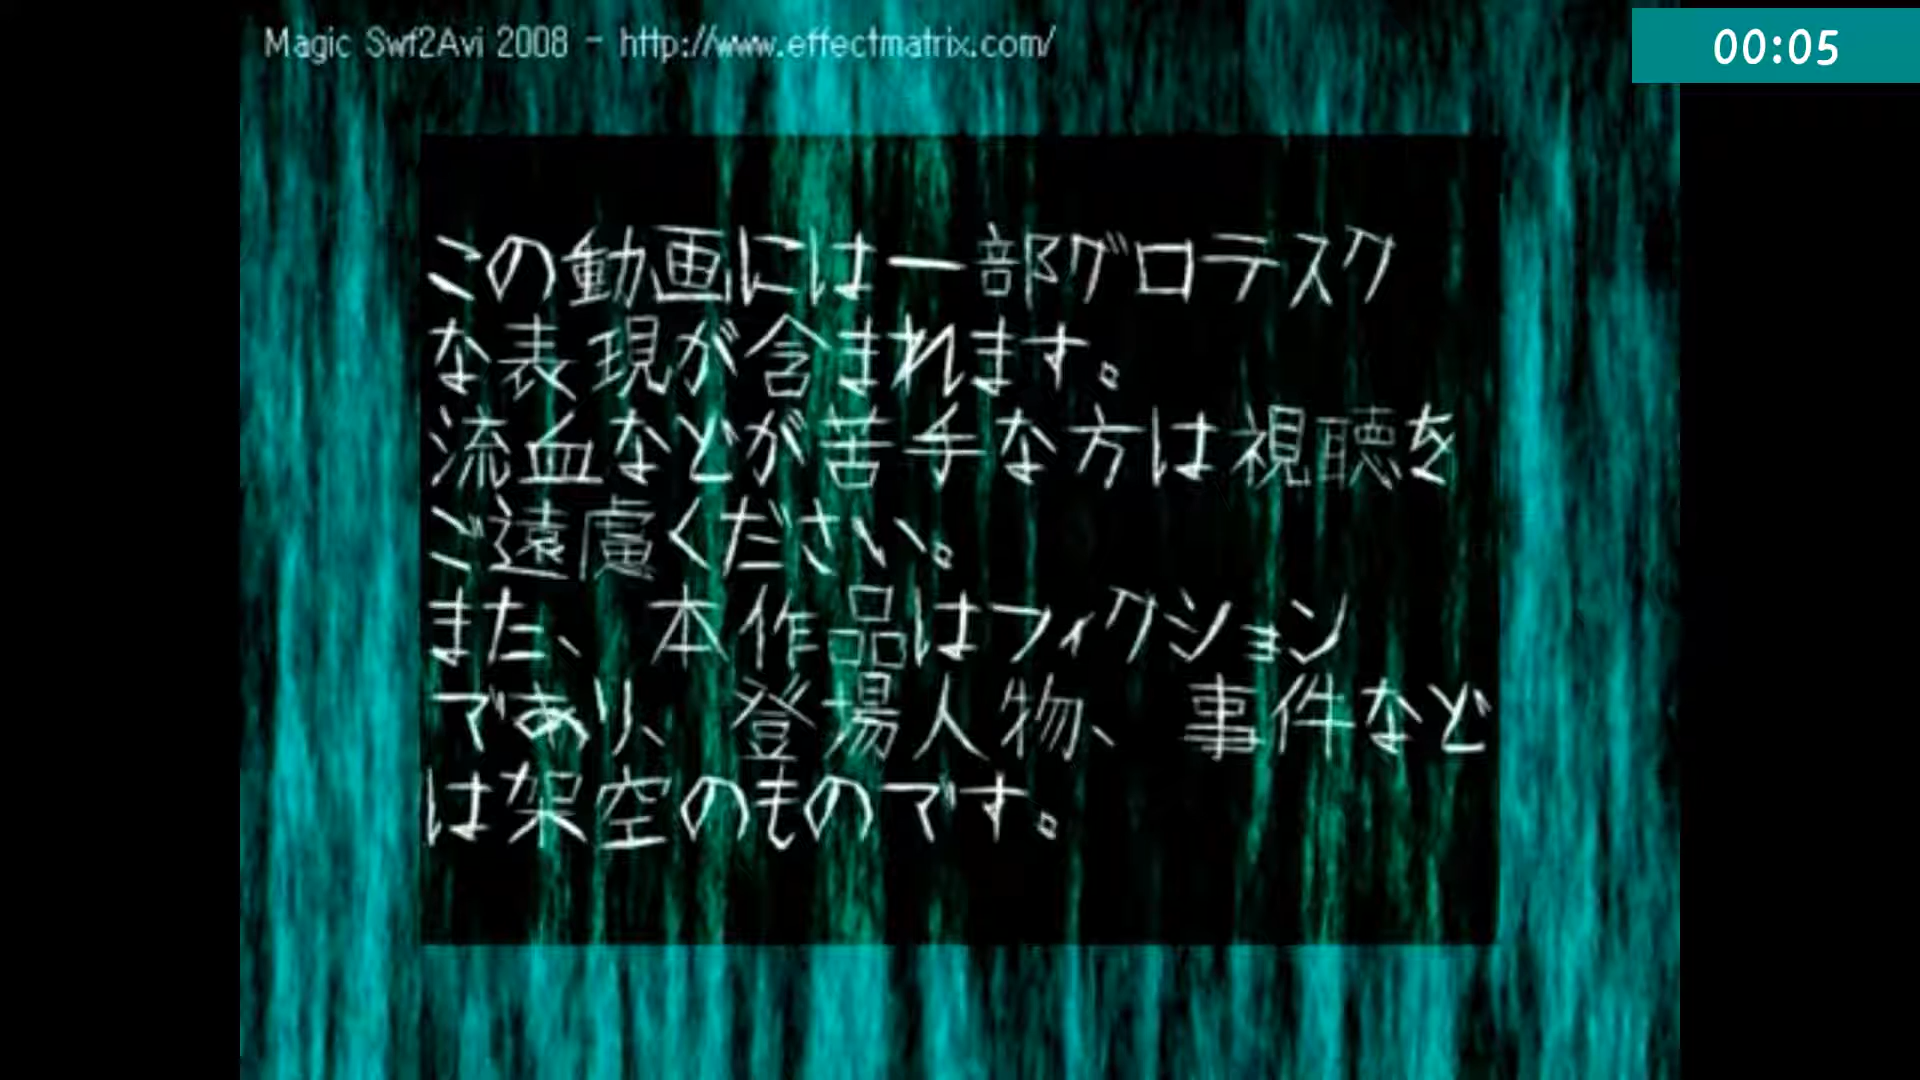 Magic Swf2Avi 2008 - http://www.effectmatrix.com/
00:05
この動画には一部グロテスク
な表現が含まれます。
流血などが苦手な方は視聴を
ご遠慮ください。
また、本作品はフィクション
であり、登場人物、事件など
は架空のものです。